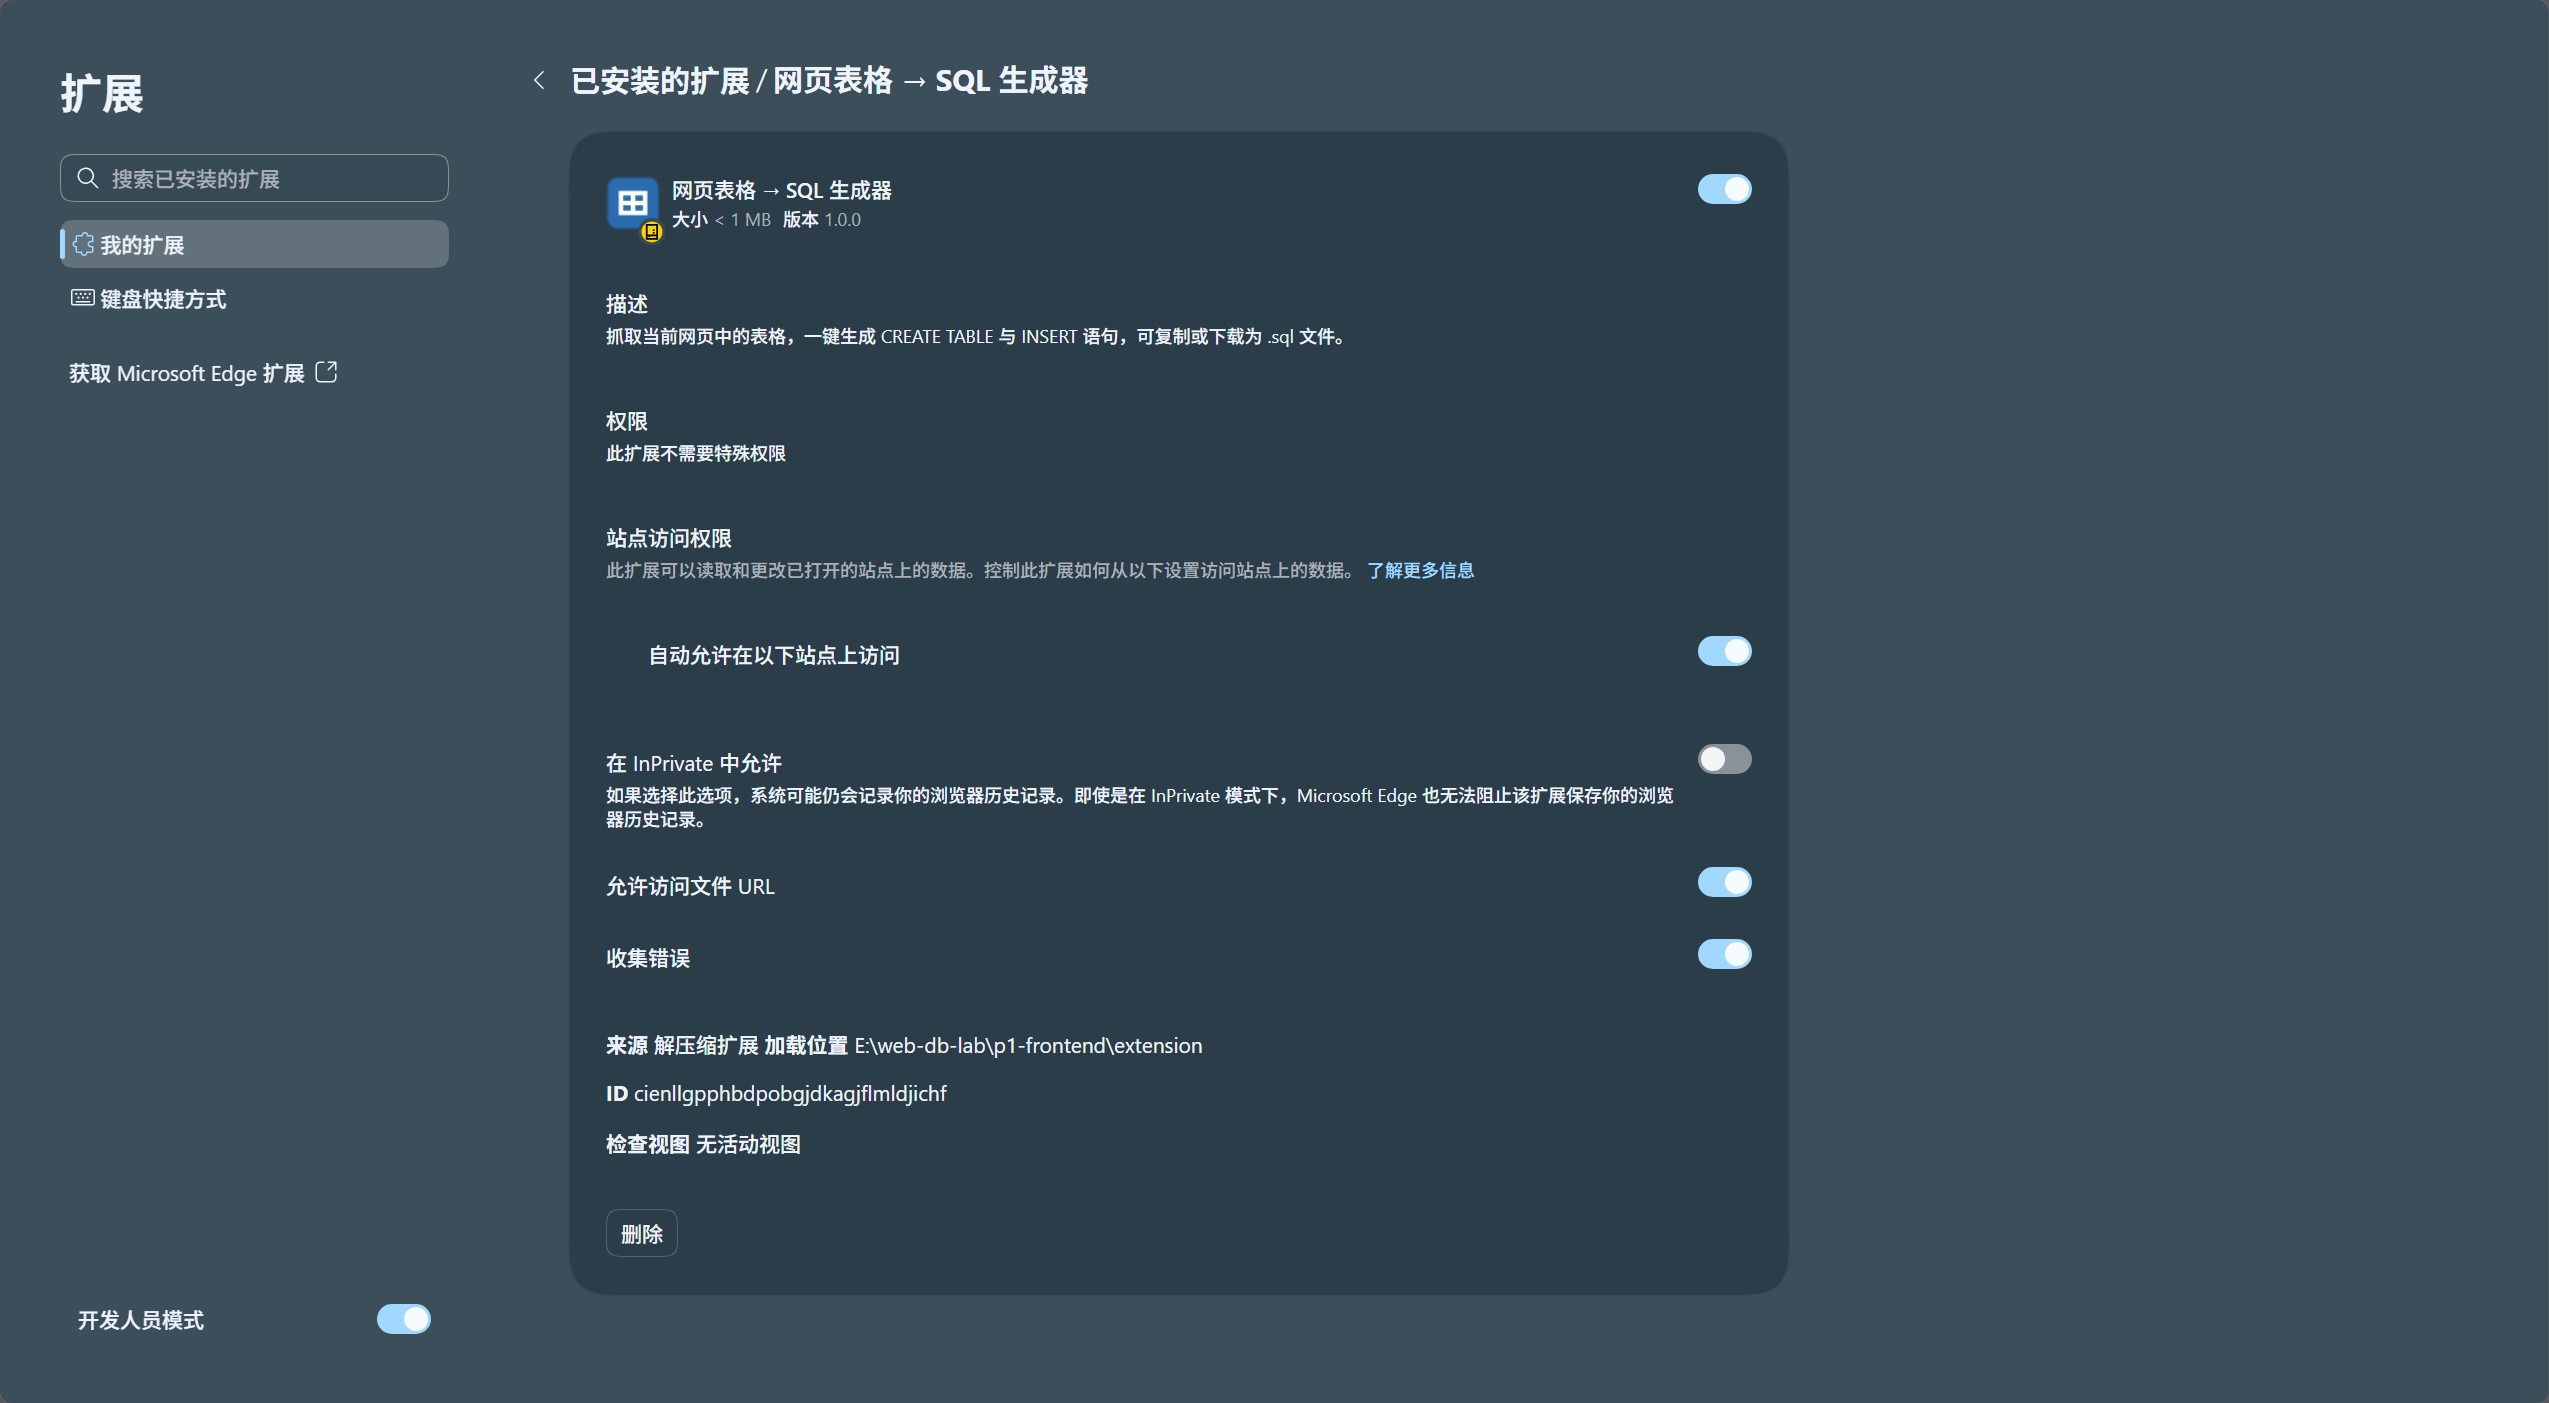 扩展
搜索已安装的扩展
我的扩展
键盘快捷方式
获取 Microsoft Edge 扩展
开发人员模式
已安装的扩展 / 网页表格 → SQL 生成器
网页表格 → SQL 生成器
大小 < 1 MB 版本 1.0.0
描述
抓取当前网页中的表格，一键生成 CREATE TABLE 与 INSERT 语句，可复制或下载为 .sql 文件。
权限
此扩展不需要特殊权限
站点访问权限
此扩展可以读取和更改已打开的站点上的数据。控制此扩展如何从以下设置访问站点上的数据。 了解更多信息
自动允许在以下站点上访问
在 InPrivate 中允许
如果选择此选项，系统可能仍会记录你的浏览器历史记录。即使是在 InPrivate 模式下，Microsoft Edge 也无法阻止该扩展保存你的浏览
器历史记录。
允许访问文件 URL
收集错误
来源 解压缩扩展 加载位置 E:\web-db-lab\p1-frontend\extension
ID cienllgpphbdpobgjdkagjflmldjichf
检查视图 无活动视图
删除